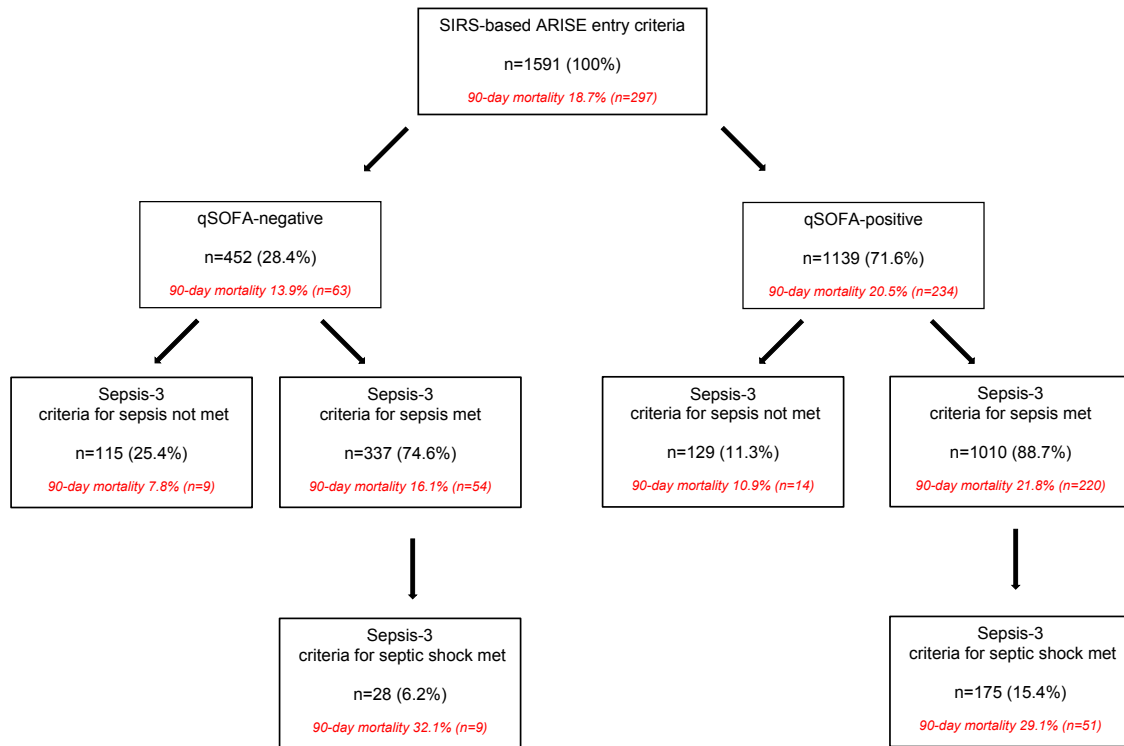 SIRS-based ARISE entry criteria
n=1591 (100%)
90-day mortality 18.7% (n=297)
qSOFA-negative
n=452 (28.4%)
90-day mortality 13.9% (n=63)
qSOFA-positive
n=1139 (71.6%)
90-day mortality 20.5% (n=234)
Sepsis-3
criteria for sepsis not met
n=115 (25.4%)
90-day mortality 7.8% (n=9)
Sepsis-3
criteria for sepsis met
n=337 (74.6%)
90-day mortality 16.1% (n=54)
Sepsis-3
criteria for sepsis not met
n=129 (11.3%)
90-day mortality 10.9% (n=14)
Sepsis-3
criteria for sepsis met
n=1010 (88.7%)
90-day mortality 21.8% (n=220)
Sepsis-3
criteria for septic shock met
n=28 (6.2%)
90-day mortality 32.1% (n=9)
Sepsis-3
criteria for septic shock met
n=175 (15.4%)
90-day mortality 29.1% (n=51)